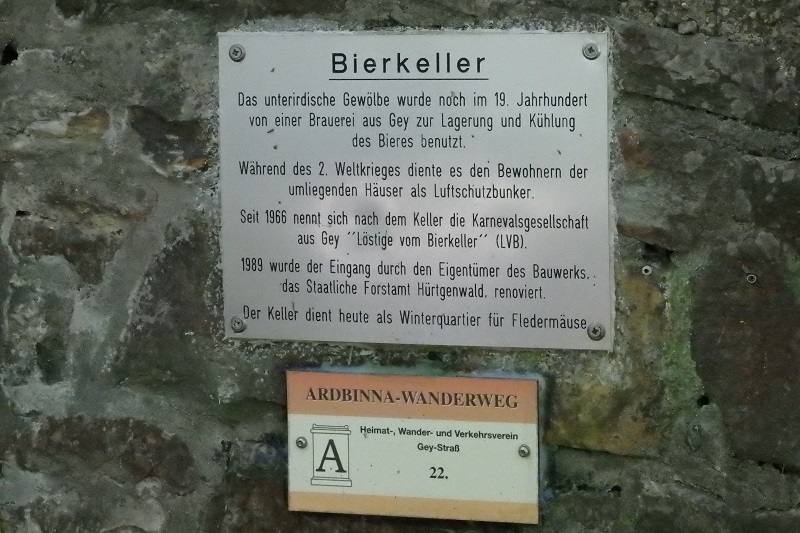 Bierkeller
Das unterirdische Gewölbe wurde noch im 19. Jahrhundert
von einer Brauerei aus Gey zur Lagerung und Kühlung
des Bieres benutzt.
Während des 2. Weltkrieges diente es den Bewohnern der
umliegenden Häuser als Luftschutzbunker.
Seit 1966 nennt sich nach dem Keller die Karnevalsgesellschaft
aus Gey ´´Löstige vom Bierkeller´´ (LVB).
1989 wurde der Eingang durch den Eigentümer des Bauwerks,
das Staatliche Forstamt Hürtgenwald, renoviert.
Der Keller dient heute als Winterquartier für Fledermäuse.
ARDBINNA-WANDERWEG
Heimat-, Wander- und Verkehrsverein
Gey-Straß
A
22.